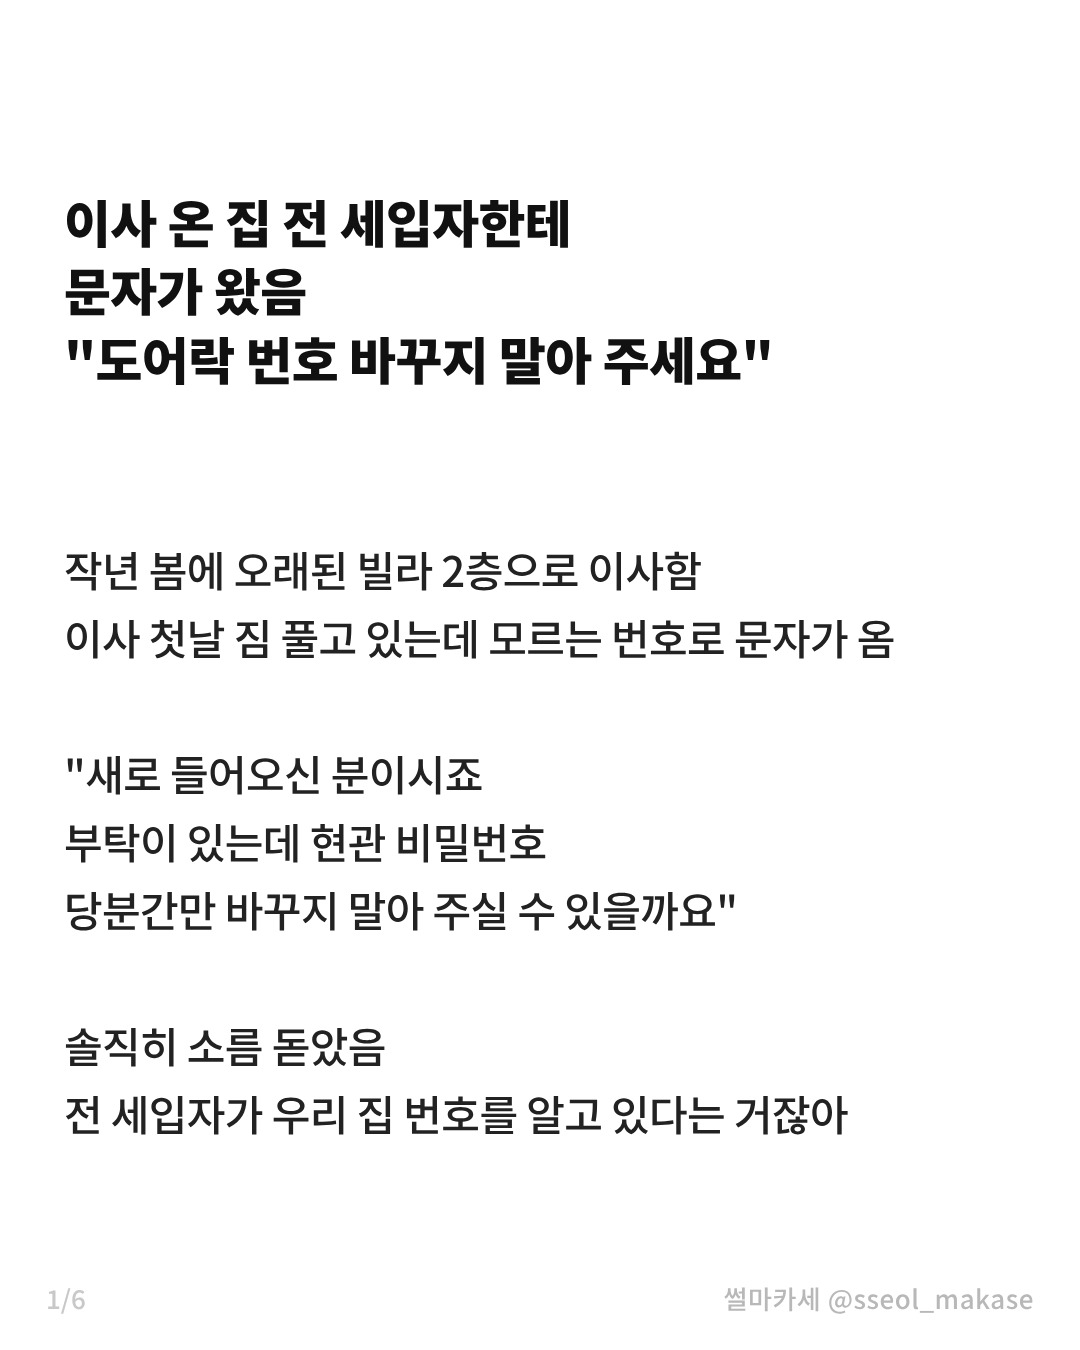 이사 온 집 전 세입자한테
문자가 왔음
"도어락 번호 바꾸지 말아 주세요"
작년 봄에 오래된 빌라 2층으로 이사함
이사 첫날 짐 풀고 있는데 모르는 번호로 문자가 옴
"새로 들어오신 분이시죠
부탁이 있는데 현관 비밀번호
당분간만 바꾸지 말아 주실 수 있을까요"
솔직히 소름 돋았음
전 세입자가 우리 집 번호를 알고 있다는 거잖아
1/6
썰마카세 @sseol_makase